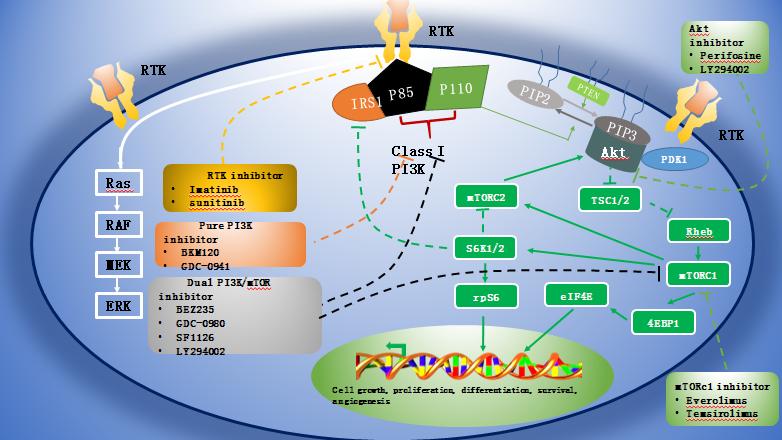 RTK
RTK
RTK
Akt
inhibitor
• Perifosine
• LY294002
IRS1
P85
P110
PIP2
PTEN
PIP3
Akt
PDK1
Class I
PI3K
Ras
RAF
MEK
ERK
RTK inhibitor
• Imatinib
• sunitinib
Pure PI3K
inhibitor
• BKM120
• GDC-0941
Dual PI3K/mTOR
inhibitor
• BEZ235
• GDC-0980
• SF1126
• LY294002
mTORC2
TSC1/2
Rheb
S6K1/2
mTORC1
rpS6
eIF4E
4EBP1
Cell growth, proliferation, differentiation, survival,
angiogenesis
mTORc1 inhibitor
• Everolimus
• Temsirolimus